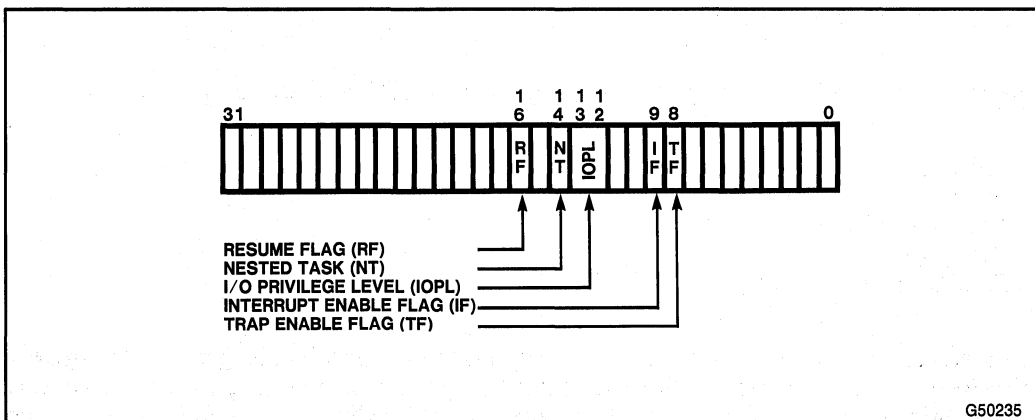 1 1 1 1
31 6 4 3 2 9 8 0
R N IOPL I T
F T F F
RESUME FLAG (RF)
NESTED TASK (NT)
I/O PRIVILEGE LEVEL (IOPL)
INTERRUPT ENABLE FLAG (IF)
TRAP ENABLE FLAG (TF)
G50235